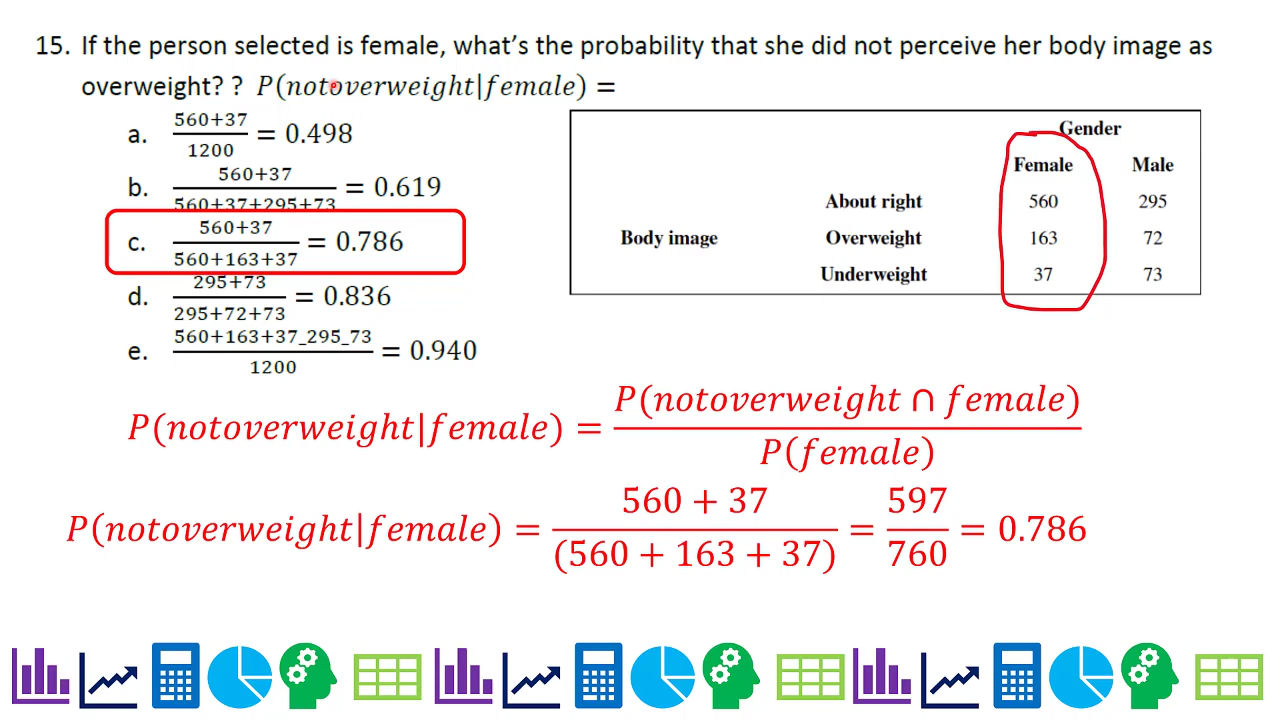 15. If the person selected is female, what's the probability that she did not perceive her body image as
overweight? ? P(notoverweight|female) =
a. (560+37)/1200 = 0.498
b. (560+37)/(560+37+295+73) = 0.619
c. (560+37)/(560+163+37) = 0.786
d. (295+73)/(295+72+73) = 0.836
e. (560+163+37_295_73)/1200 = 0.940
Gender
Female Male
About right 560 295
Body image Overweight 163 72
Underweight 37 73
P(notoverweight|female) = P(notoverweight ∩ female)/P(female)
P(notoverweight|female) = (560 + 37)/(560 + 163 + 37) = 597/760 = 0.786